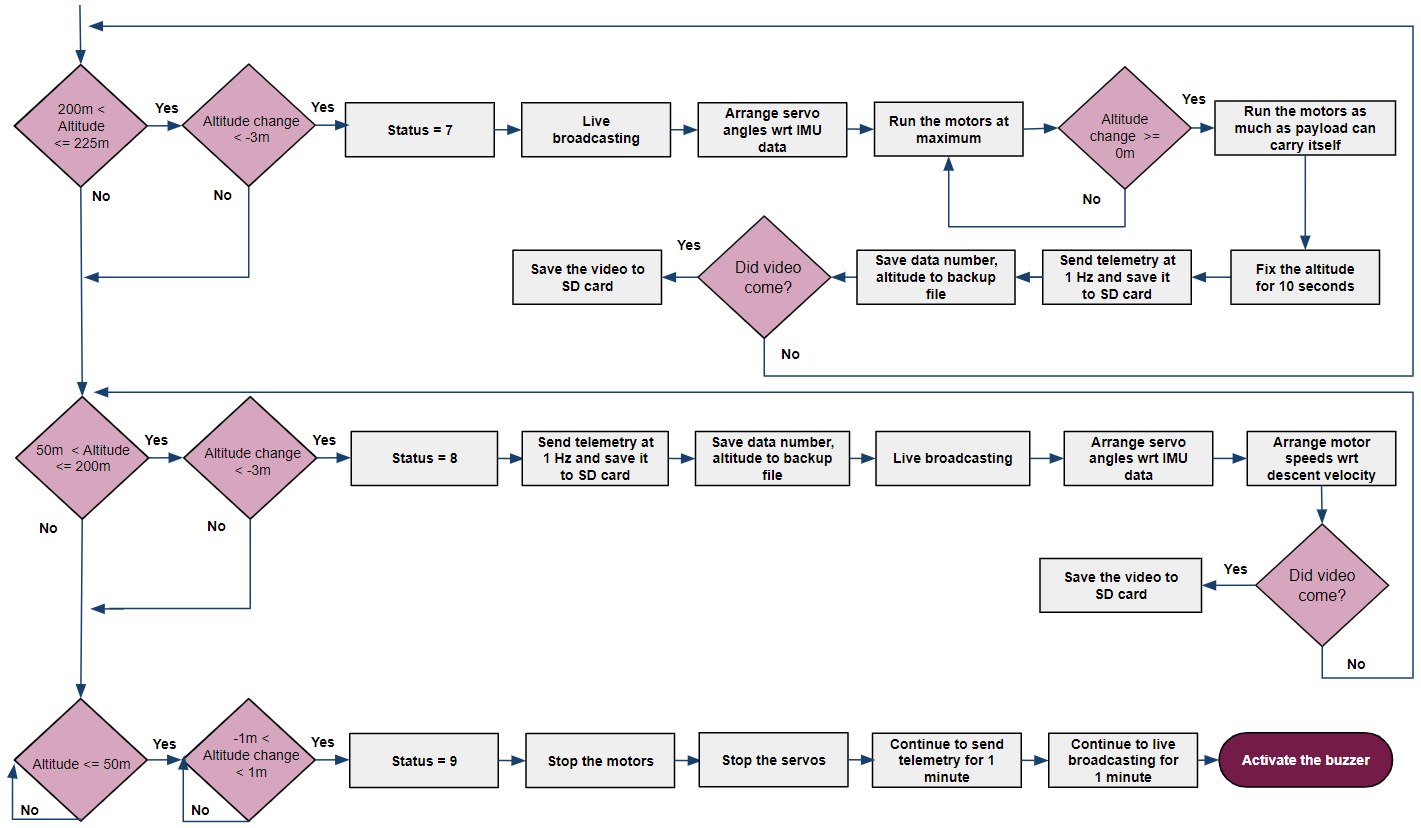 200m <
Altitude
<= 225m
Yes
No
Altitude change
< -3m
Yes
No
Status = 7
Live
broadcasting
Arrange servo
angles wrt IMU
data
Run the motors at
maximum
Altitude
change >=
0m
Yes
No
Run the motors as
much as payload can
carry itself
Fix the altitude
for 10 seconds
Send telemetry at
1 Hz and save it
to SD card
Save data number,
altitude to backup
file
Did video
come?
Yes
No
Save the video to
SD card
50m < Altitude
<= 200m
Yes
No
Altitude change
< -3m
Yes
No
Status = 8
Send telemetry at
1 Hz and save it
to SD card
Save data number,
altitude to backup
file
Live broadcasting
Arrange servo
angles wrt IMU
data
Arrange motor
speeds wrt
descent velocity
Did video
come?
Yes
No
Save the video to
SD card
Altitude <= 50m
Yes
No
-1m <
Altitude change
< 1m
Yes
No
Status = 9
Stop the motors
Stop the servos
Continue to send
telemetry for 1
minute
Continue to live
broadcasting for
1 minute
Activate the buzzer